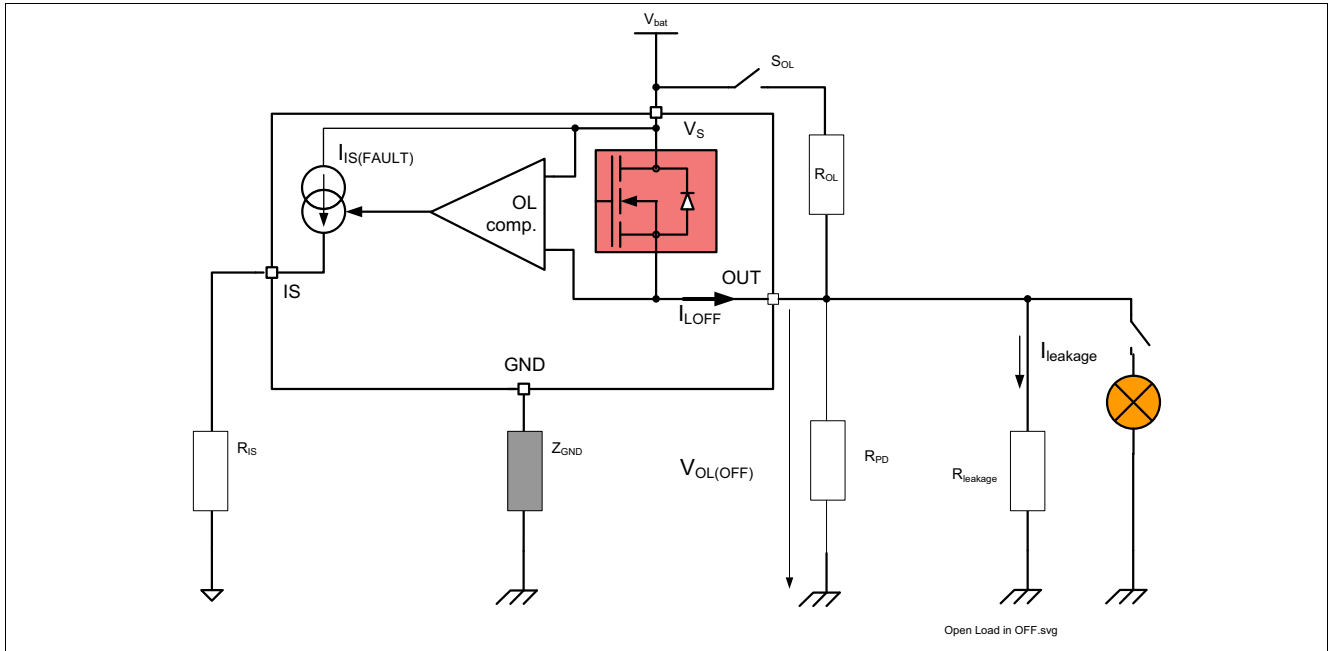 Vbat
SOL
VS
IIS(FAULT)
ROL
OL
comp.
OUT
IS
ILOFF
Ileakage
GND
RIS
ZGND
VOL(OFF)
RPD
Rleakage
Open Load in OFF.svg